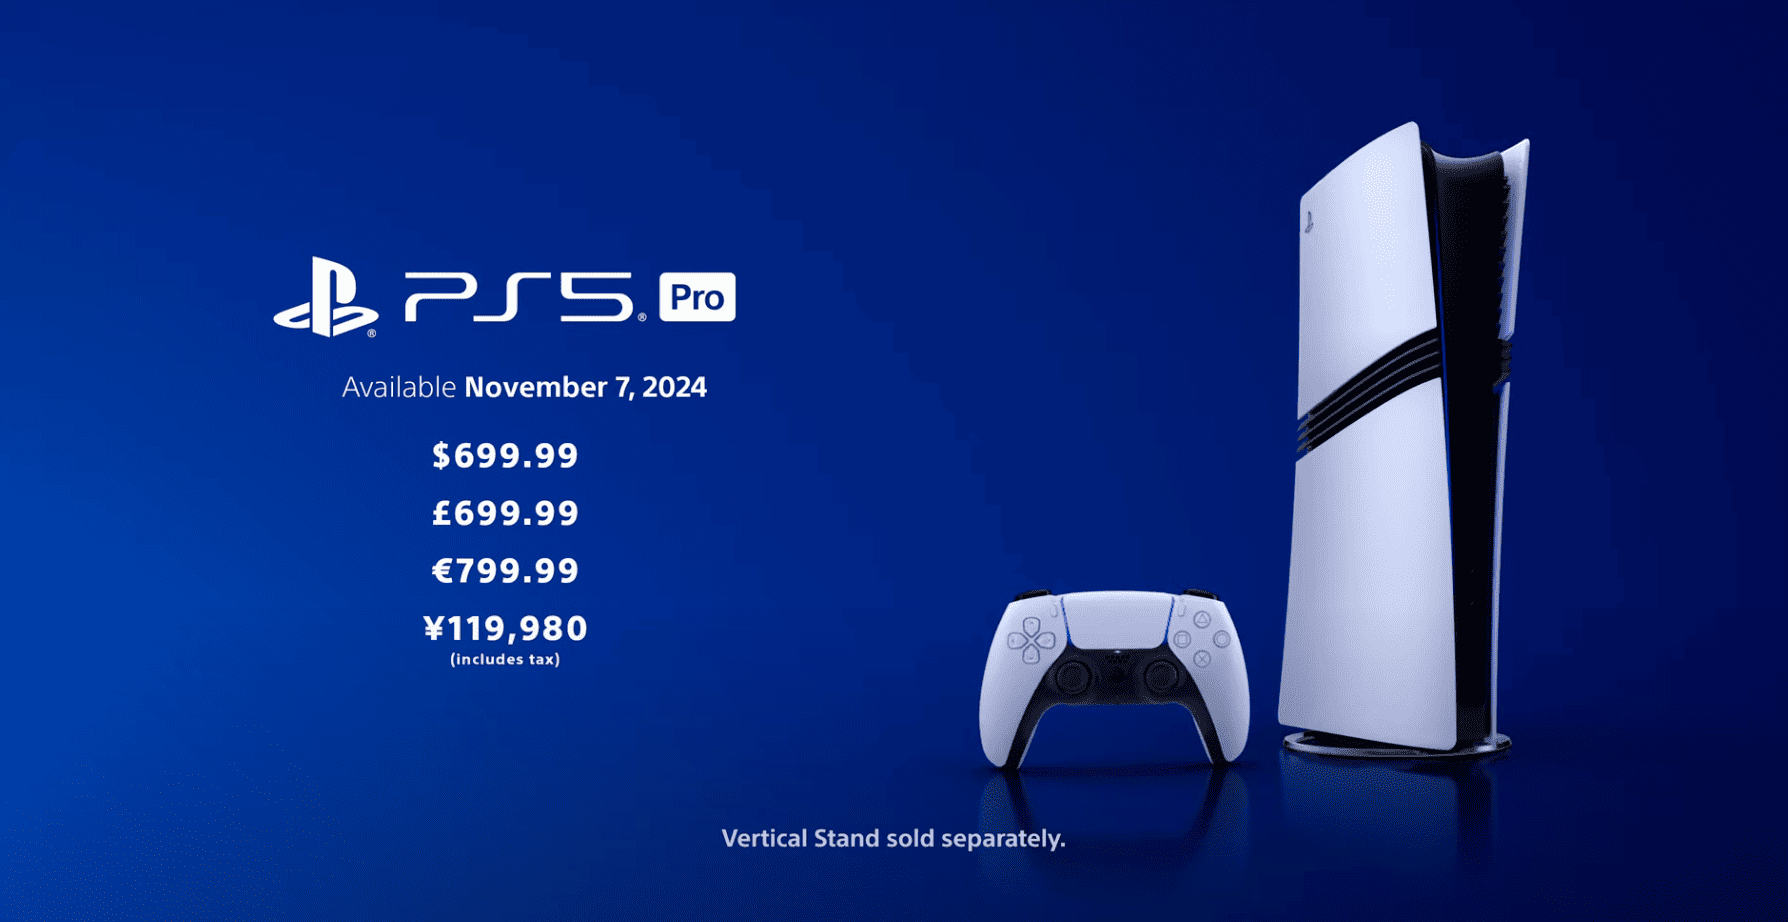 PS5® Pro
Available November 7, 2024
$699.99
£699.99
€799.99
¥119,980
(includes tax)
Vertical Stand sold separately.